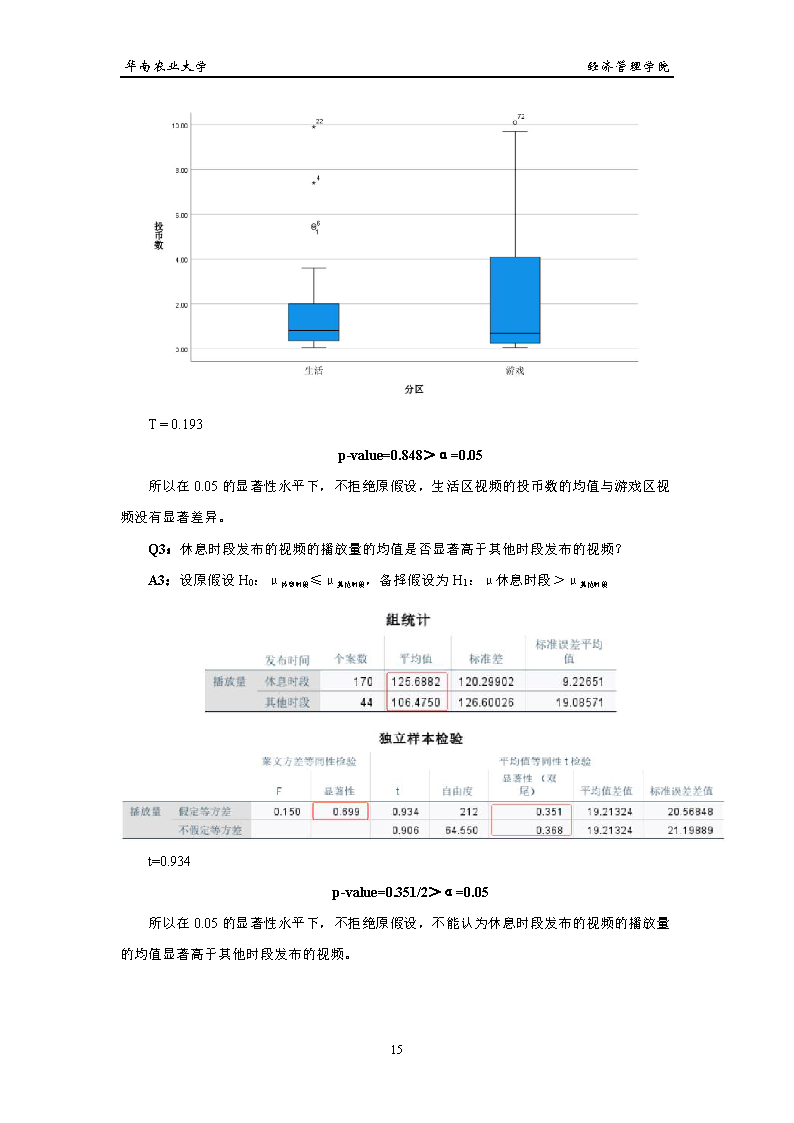 华南农业大学 经济管理学院
10.00
8.00
6.00
4.00
2.00
0.00
投币数
22
4
6
1
72
生活 游戏
分区
T = 0.193
p-value=0.848＞α=0.05
所以在 0.05 的显著性水平下，不拒绝原假设，生活区视频的投币数的均值与游戏区视
频没有显著差异。
Q3：休息时段发布的视频的播放量的均值是否显著高于其他时段发布的视频？
A3：设原假设 H0：μ休息时段≤μ其他时段，备择假设为 H1：μ休息时段＞μ其他时段
组统计
发布时间 个案数 平均值 标准差 标准误差平均值
播放量 休息时段 170 125.6882 120.29902 9.22651
其他时段 44 106.4750 126.60026 19.08571
独立样本检验
莱文方差等同性检验 平均值等同性 t 检验
F 显著性 t 自由度 显著性（双尾） 平均值差值 标准误差差值
播放量 假定等方差 0.150 0.699 0.934 212 0.351 19.21324 20.56848
不假定等方差 0.906 64.550 0.368 19.21324 21.19889
t=0.934
p-value=0.351/2＞α=0.05
所以在 0.05 的显著性水平下，不拒绝原假设，不能认为休息时段发布的视频的播放量
的均值显著高于其他时段发布的视频。
15